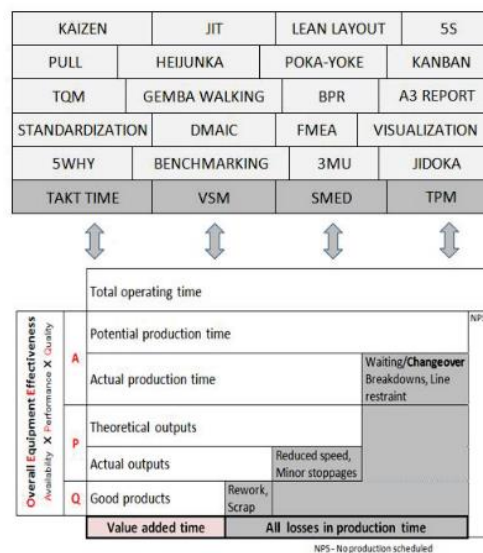 KAIZEN JIT LEAN LAYOUT 5S
PULL HEIJUNKA POKA-YOKE KANBAN
TQM GEMBA WALKING BPR A3 REPORT
STANDARDIZATION DMAIC FMEA VISUALIZATION
5WHY BENCHMARKING 3MU JIDOKA
TAKT TIME VSM SMED TPM
Total operating time
Overall Equipment Effectiveness
Availability X Performance X Quality
A
Potential production time
NPS
Actual production time
Waiting/Changeover
Breakdowns, Line
restraint
P
Theoretical outputs
Actual outputs
Reduced speed,
Minor stoppages
Q
Good products
Rework,
Scrap
Value added time
All losses in production time
NPS- No production scheduled